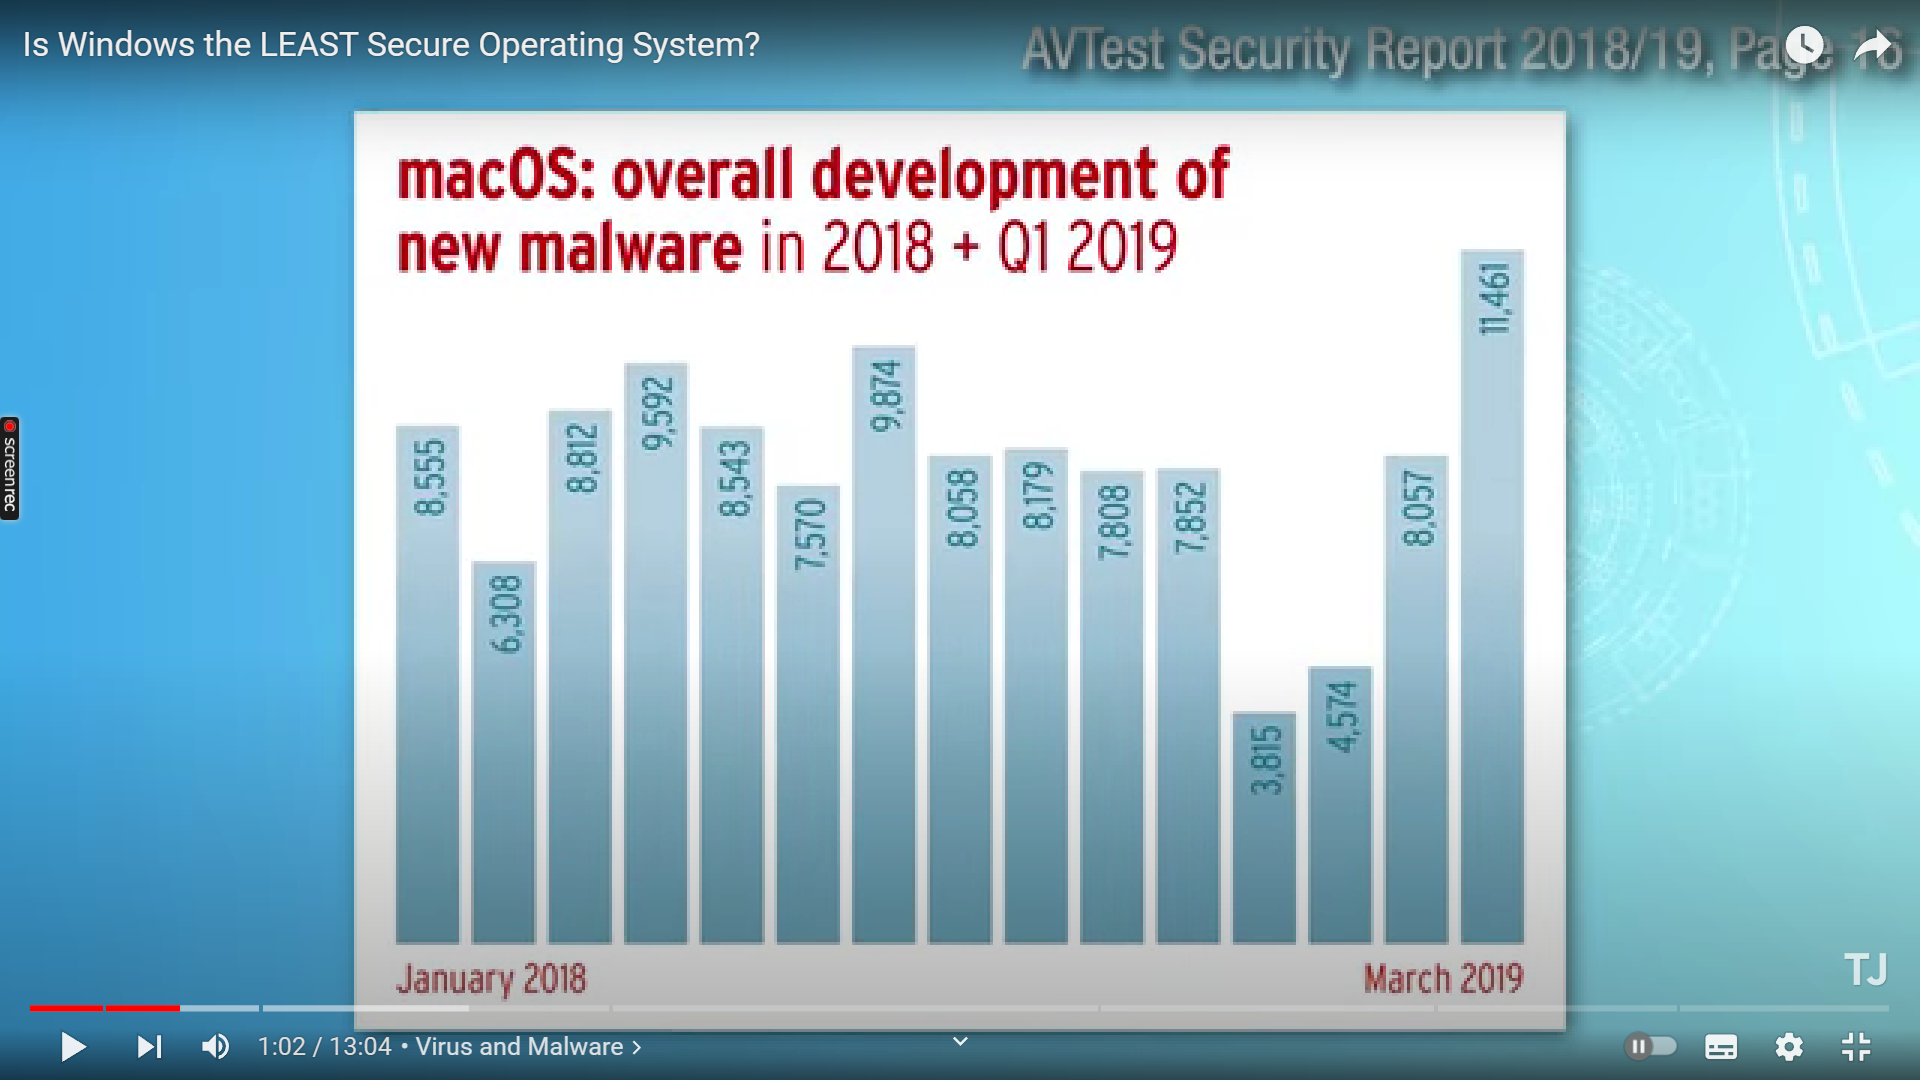 Is Windows the LEAST Secure Operating System?
AVTest Security Report 2018/19, Page 16
macOS: overall development of
new malware in 2018 + Q1 2019
8,555
6,308
8,812
9,592
8,543
7,570
9,874
8,058
8,179
7,808
7,852
3,815
4,574
8,057
11,461
January 2018
March 2019
screenrec
TJ
1:02 / 13:04 • Virus and Malware >